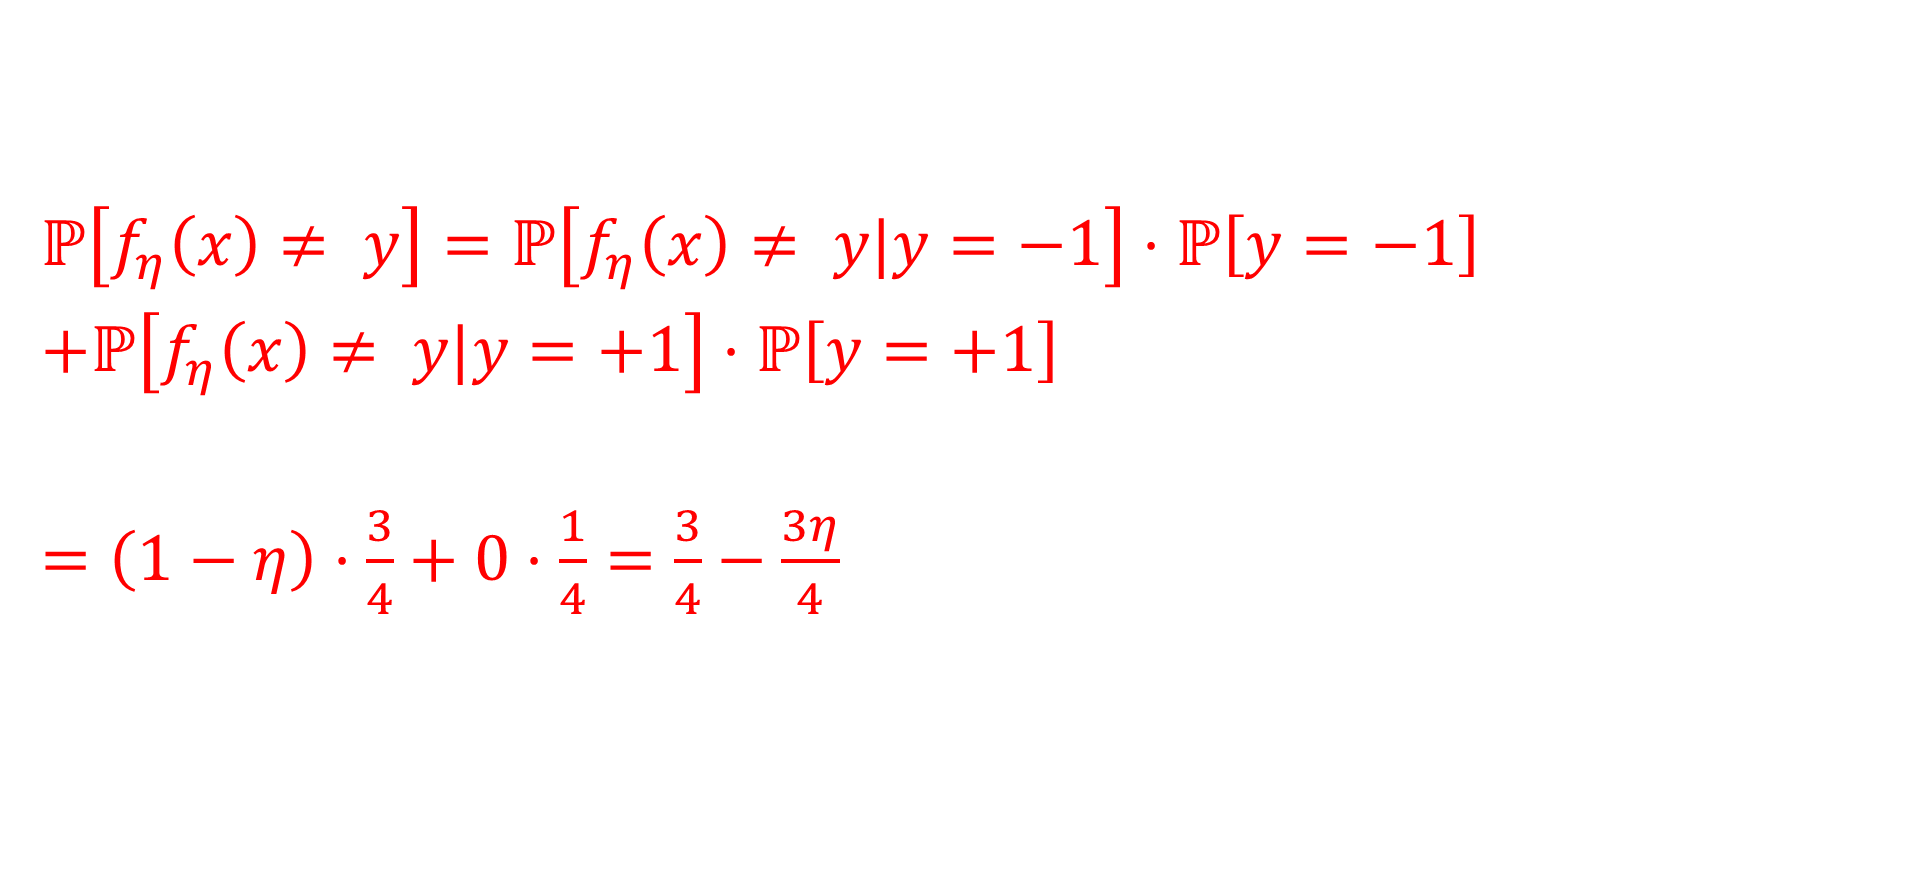 ℙ[f_η(x) ≠ y] = ℙ[f_η(x) ≠ y|y = −1] ⋅ ℙ[y = −1]
+ℙ[f_η(x) ≠ y|y = +1] ⋅ ℙ[y = +1]
= (1 − η) ⋅ 3/4 + 0 ⋅ 1/4 = 3/4 − 3η/4